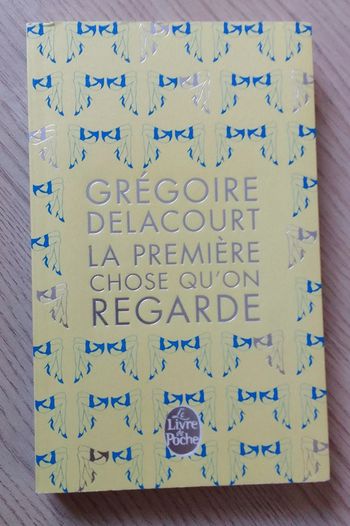 GRÉGOIRE
DELACOURT
LA PREMIÈRE
CHOSE QU'ON
REGARDE
Le
Livre
de
Poche